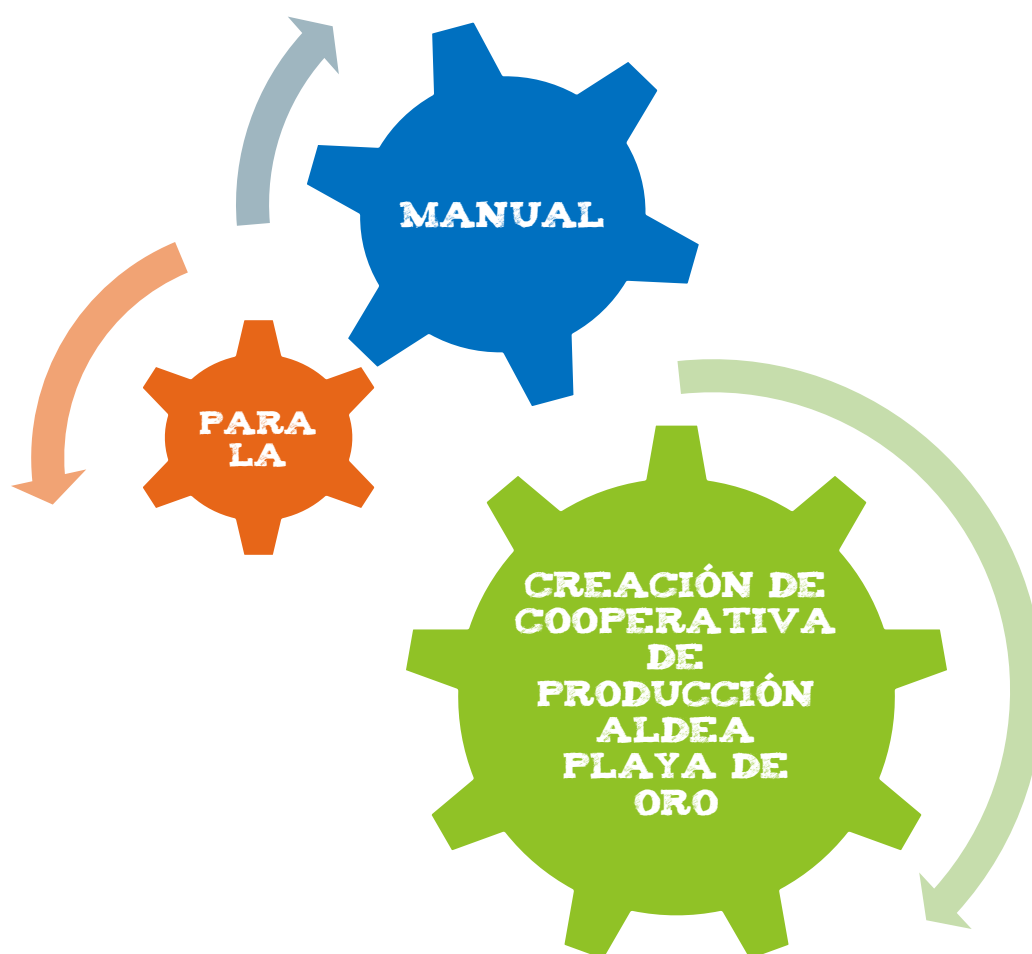 MANUAL
PARA
LA
CREACIÓN DE
COOPERATIVA
DE
PRODUCCIÓN
ALDEA
PLAYA DE
ORO